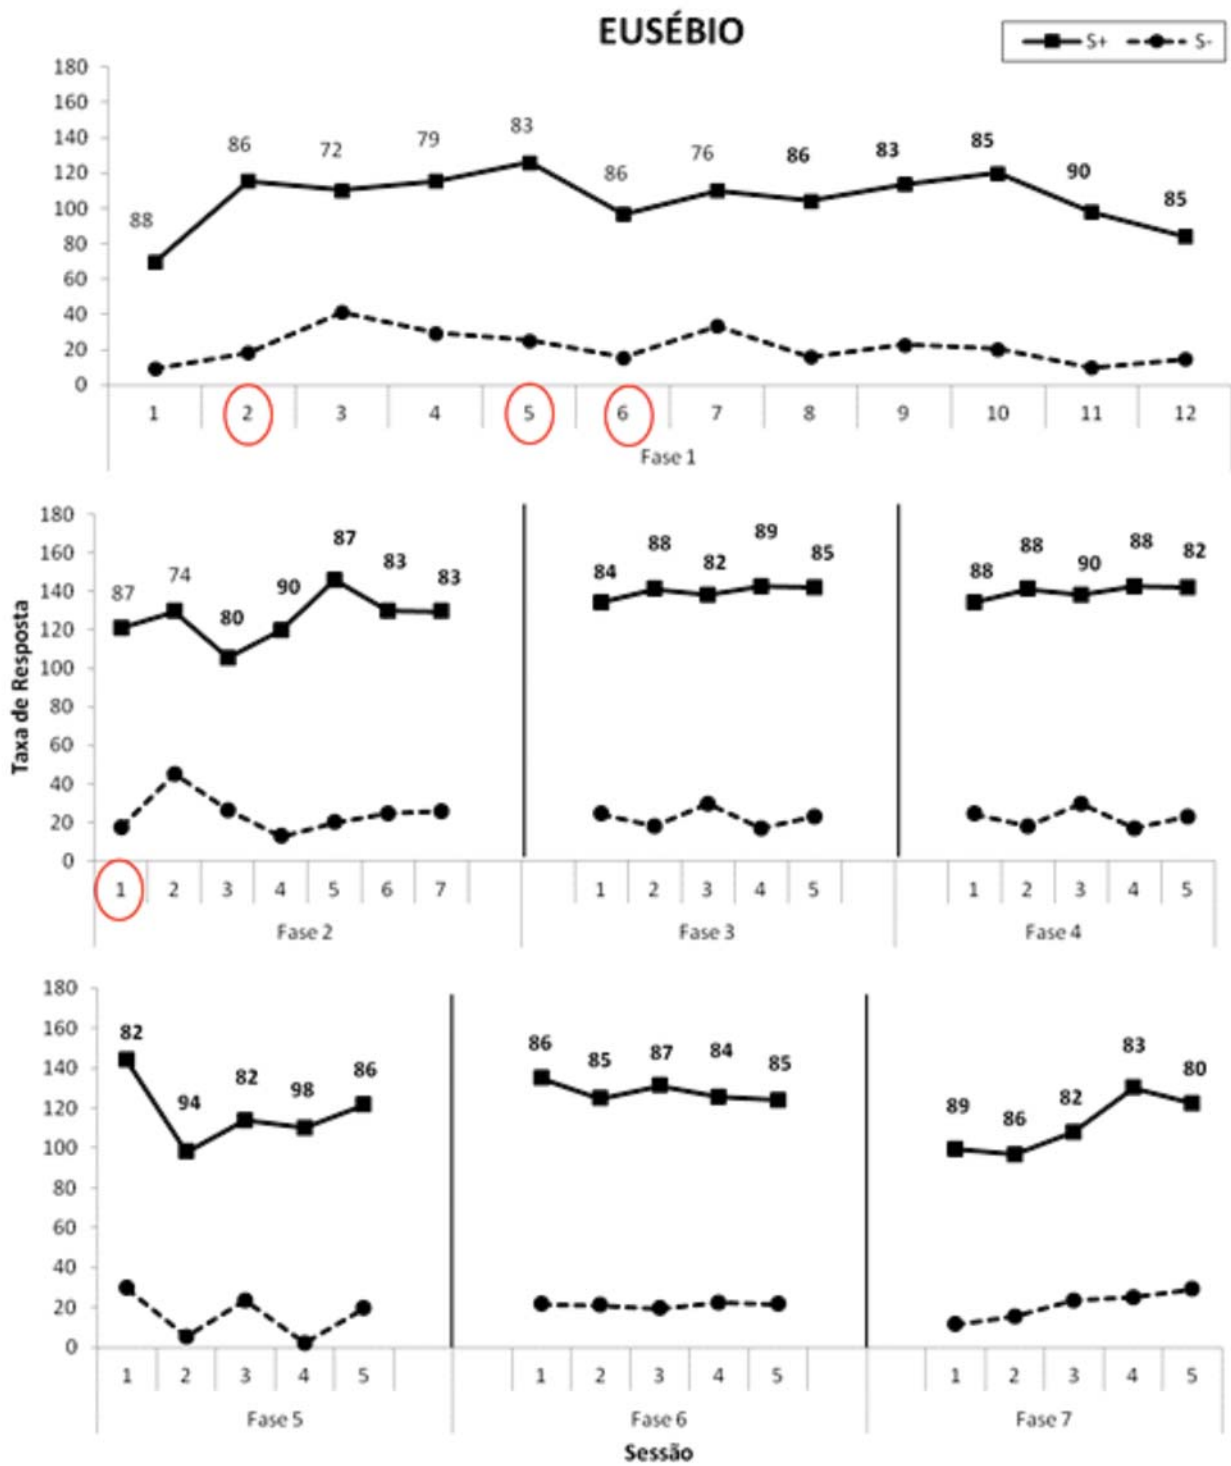 EUSÉBIO
S+ S-
180
160
140
120
100
80
60
40
20
0
88 86 72 79 83 86 76 86 83 85 90 85
1 2 3 4 5 6 7 8 9 10 11 12
Fase 1
Taxa de Resposta
180
160
140
120
100
80
60
40
20
0
87 74 80 90 87 83 83
84 88 82 89 85
88 88 90 88 82
1 2 3 4 5 6 7 1 2 3 4 5 1 2 3 4 5
Fase 2 Fase 3 Fase 4
180
160
140
120
100
80
60
40
20
0
82 94 82 98 86
86 85 87 84 85
89 86 82 83 80
1 2 3 4 5 1 2 3 4 5 1 2 3 4 5
Fase 5 Fase 6 Fase 7
Sessão